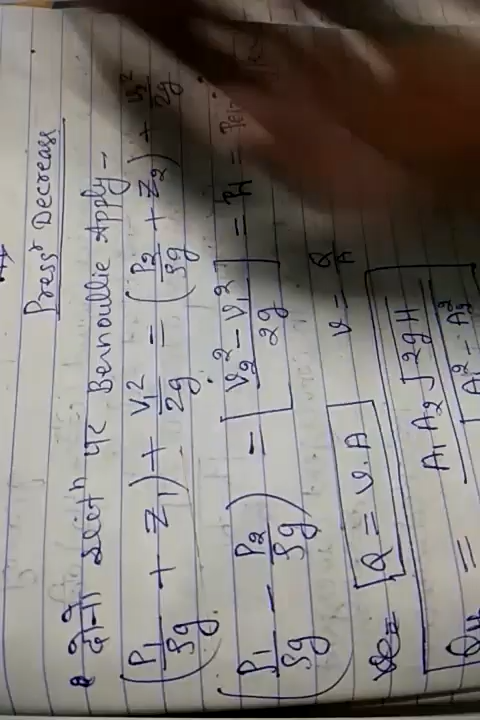 Press^r Decrease
दोनो sect^n पर Bernoullie Apply -
(P₁/ρg + Z₁) + V₁²/2g = (P₂/ρg + Z₂) + V₂²/2g
(P₁/ρg - P₂/ρg) = [V₂² - V₁²/2g] = H =
Q = V.A V = Q/A
= A₁A₂√2gH / A₁² - A₂²